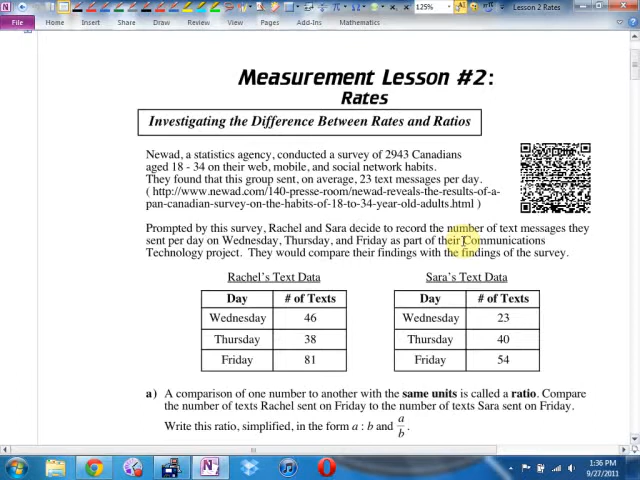 Lesson 2 Rates
File
Home
Insert
Share
Draw
Review
View
Pages
Add-Ins
Mathematics
125%
Measurement Lesson #2:
Rates
Investigating the Difference Between Rates and Ratios
Newad, a statistics agency, conducted a survey of 2943 Canadians
aged 18 - 34 on their web, mobile, and social network habits.
They found that this group sent, on average, 23 text messages per day.
( http://www.newad.com/140-presse-room/newad-reveals-the-results-of-a-
pan-canadian-survey-on-the-habits-of-18-to-34-year-old-adults.html )
Prompted by this survey, Rachel and Sara decide to record the number of text messages they
sent per day on Wednesday, Thursday, and Friday as part of their Communications
Technology project. They would compare their findings with the findings of the survey.
Rachel's Text Data
Day # of Texts
Wednesday 46
Thursday 38
Friday 81
Sara's Text Data
Day # of Texts
Wednesday 23
Thursday 40
Friday 54
a) A comparison of one number to another with the same units is called a ratio. Compare
the number of texts Rachel sent on Friday to the number of texts Sara sent on Friday.
Write this ratio, simplified, in the form a : b and a/b.
1:36 PM
9/27/2011